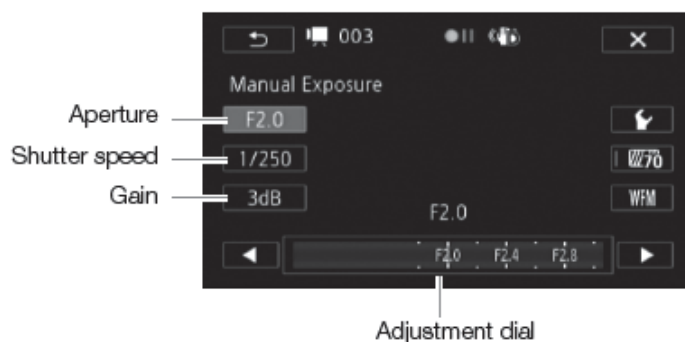 003
Manual Exposure
Aperture
F2.0
Shutter speed
1/250
70
Gain
3dB
WFM
F2.0
F2.0 F2.4 F2.8
Adjustment dial